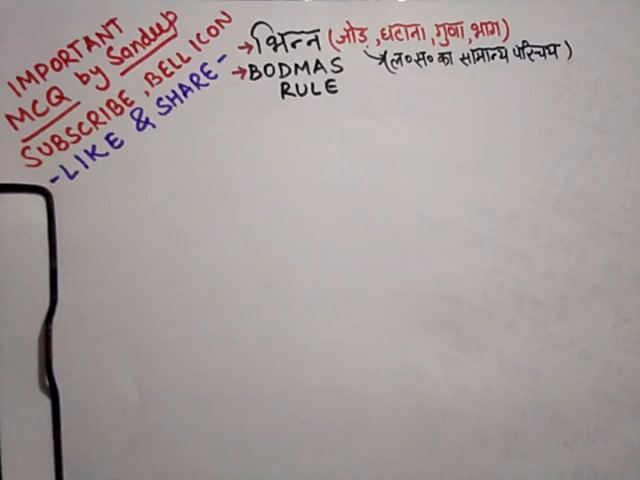 IMPORTANT
MCQ by Sandeep
SUBSCRIBE, BELL ICON
-LIKE & SHARE-
→भिन्न (जोड़, घटाना, गुणा, भाग)
(ल०स० का सामान्य परिचय)
→BODMAS
RULE